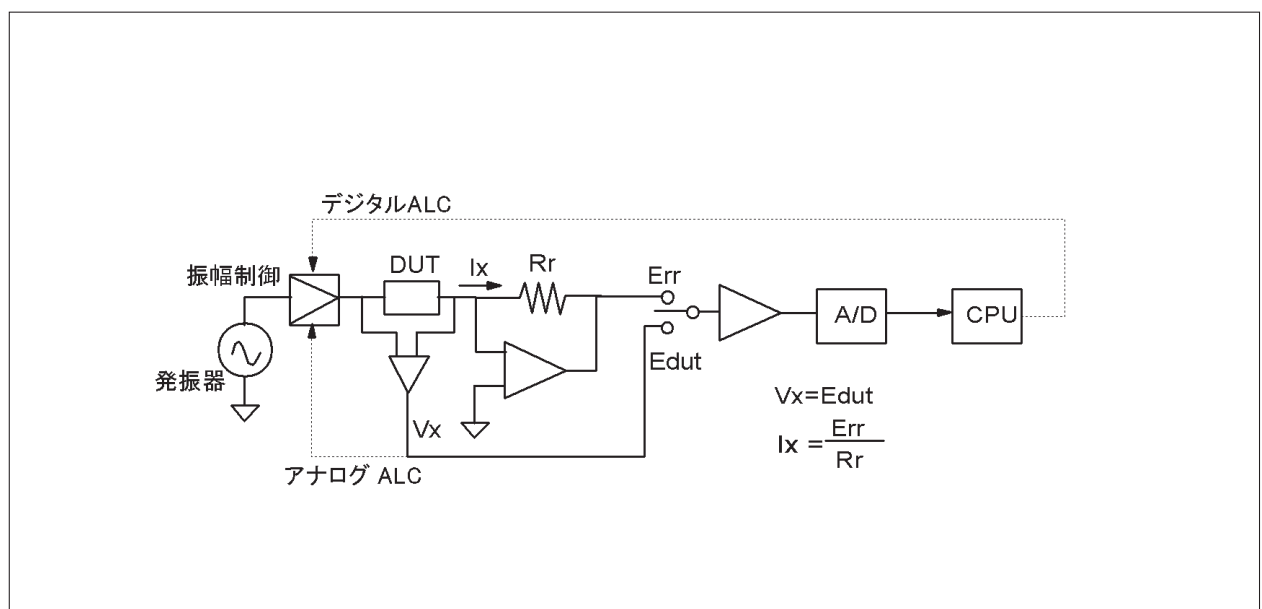 デジタルALC
振幅制御
DUT
Ix
Rr
Err
A/D
CPU
発振器
Edut
Vx
Vx=Edut
Ix = Err
Rr
アナログ ALC